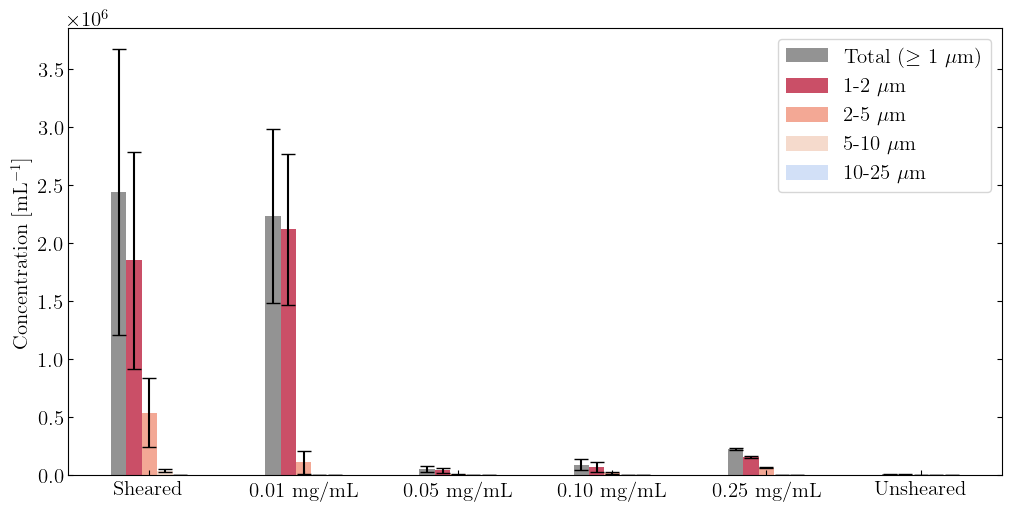 ×10⁶
Concentration [mL⁻¹]
3.5
3.0
2.5
2.0
1.5
1.0
0.5
0.0
Total (≥ 1 μm)
1-2 μm
2-5 μm
5-10 μm
10-25 μm
Sheared 0.01 mg/mL 0.05 mg/mL 0.10 mg/mL 0.25 mg/mL Unsheared